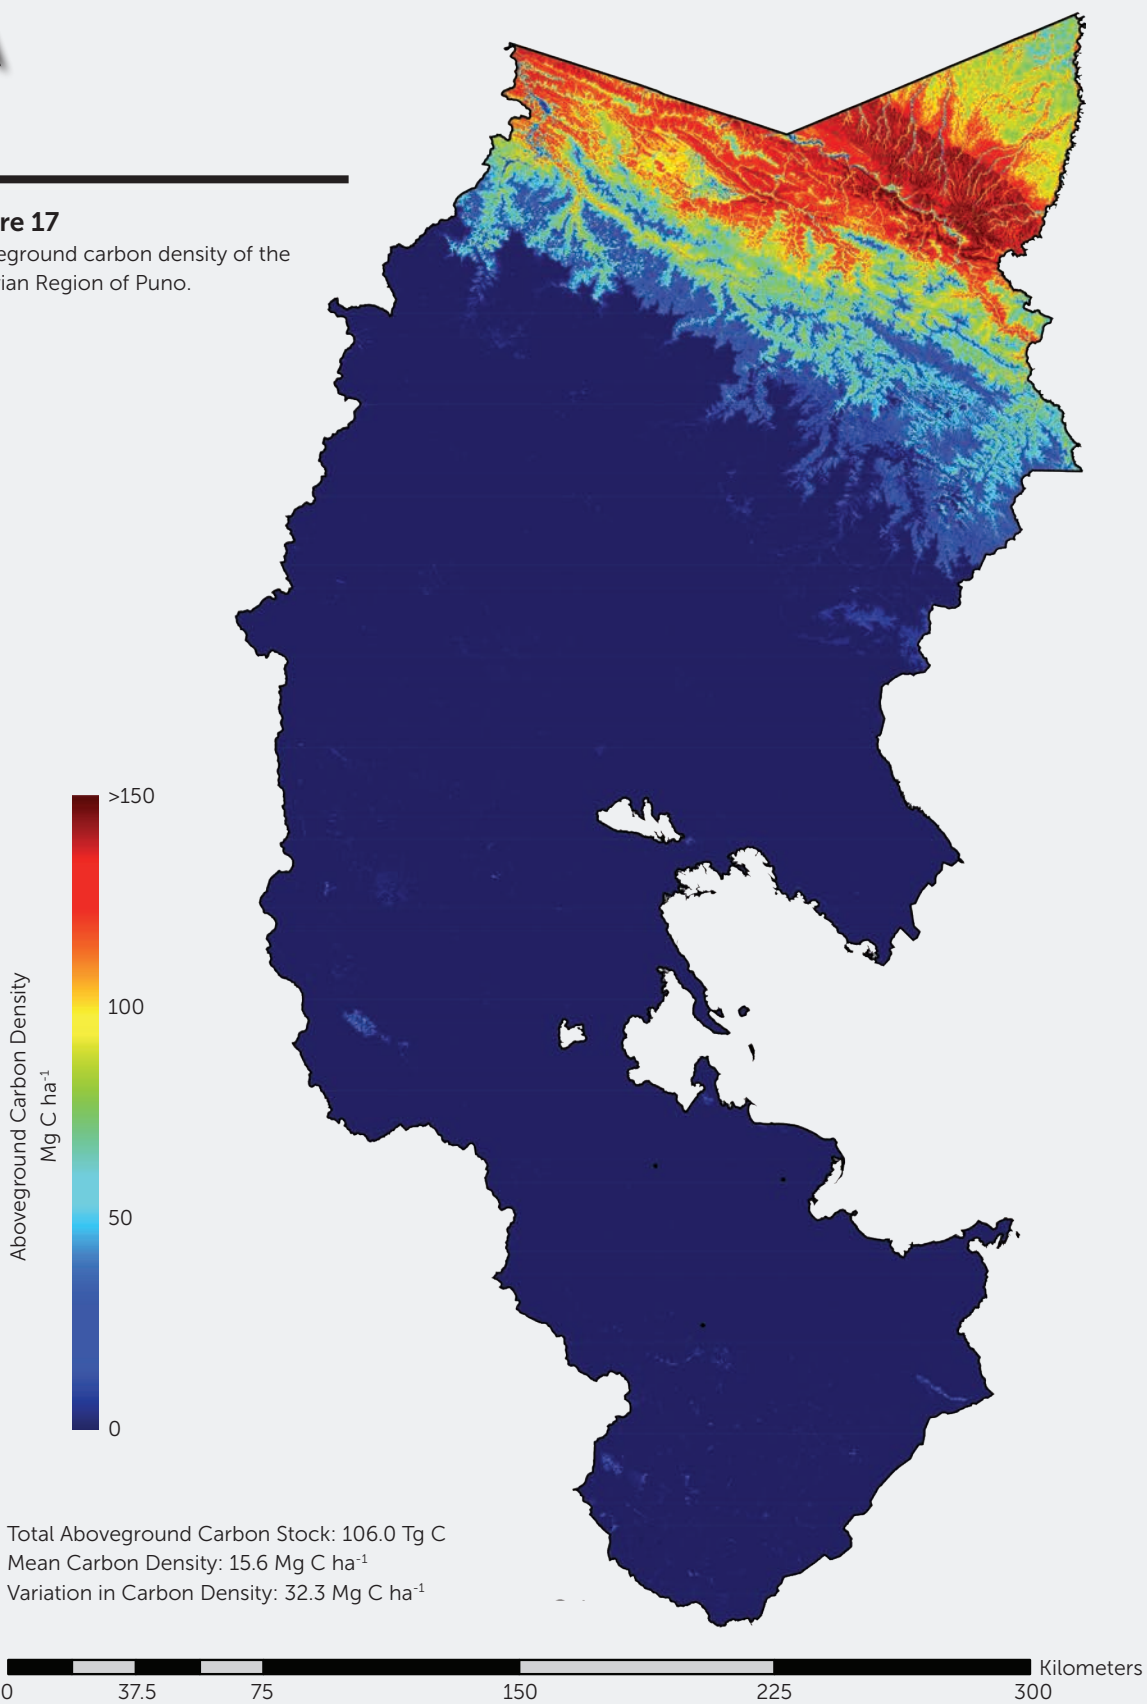 re 17
eground carbon density of the
ian Region of Puno.
>150
100
50
0
Aboveground Carbon Density
Mg C ha-1
Total Aboveground Carbon Stock: 106.0 Tg C
Mean Carbon Density: 15.6 Mg C ha-1
Variation in Carbon Density: 32.3 Mg C ha-1
Kilometers
0 37.5 75 150 225 300